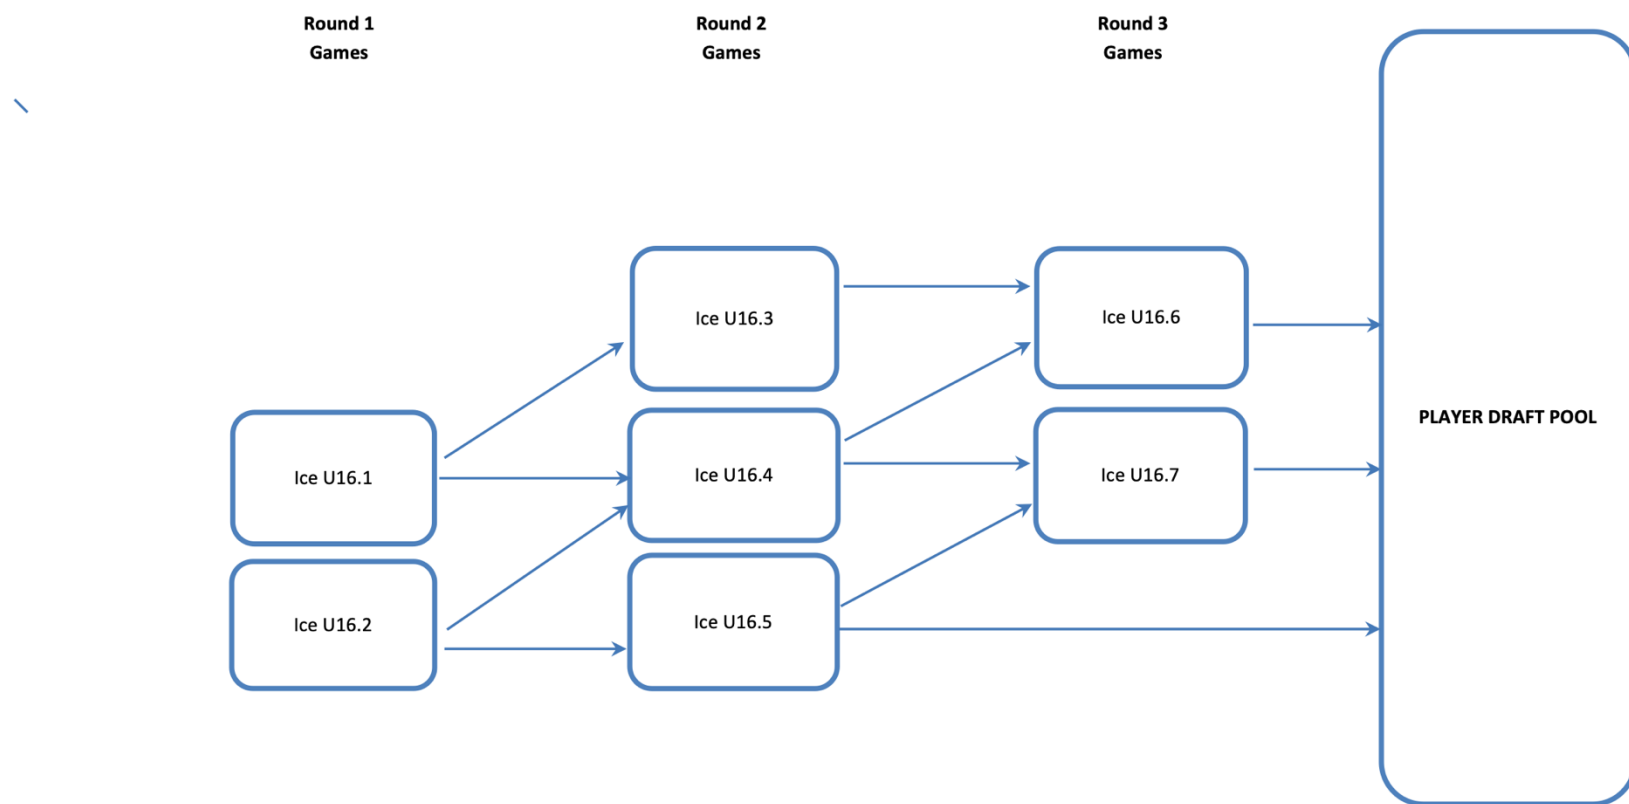 Round 1
Games
Round 2
Games
Round 3
Games
Ice U16.3
Ice U16.6
PLAYER DRAFT POOL
Ice U16.1
Ice U16.4
Ice U16.7
Ice U16.2
Ice U16.5